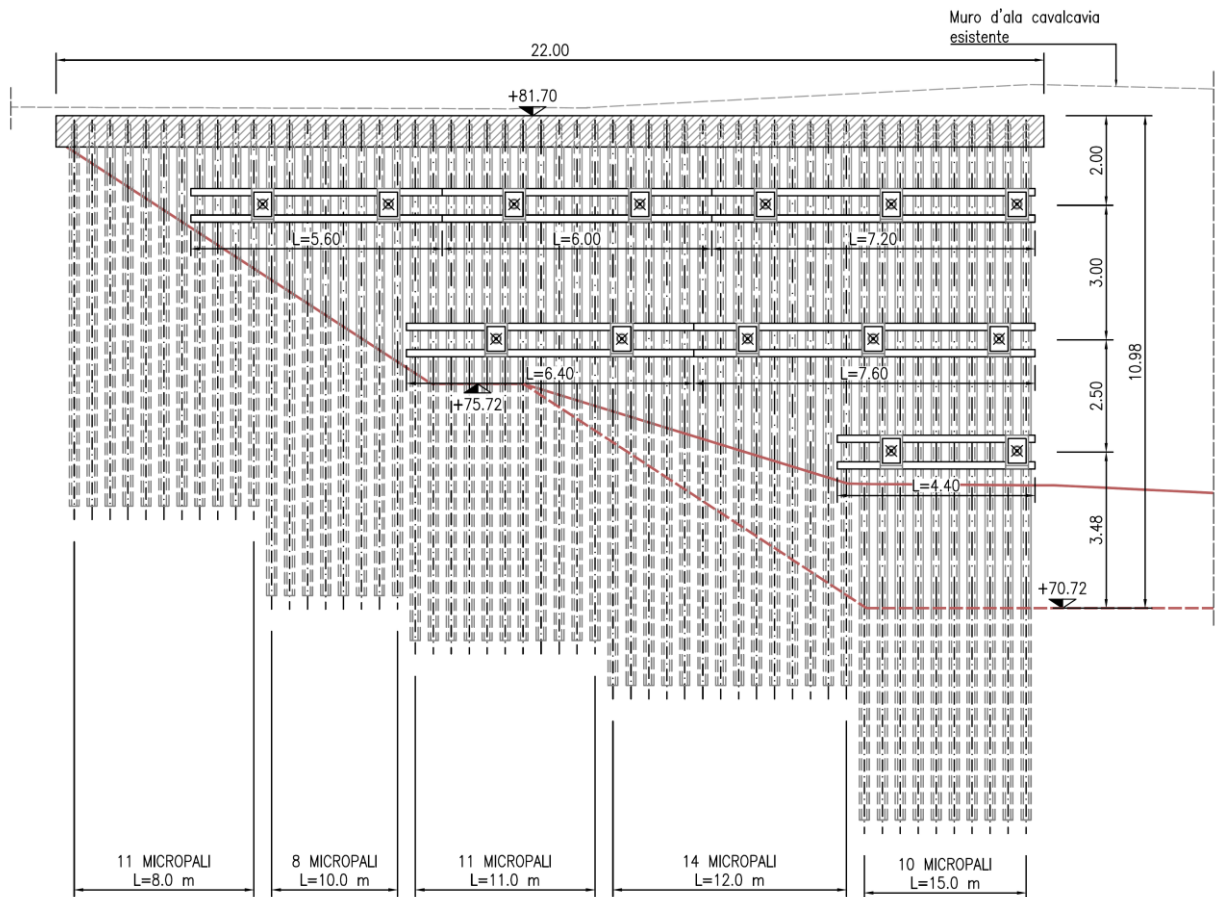 Muro d'ala cavalcavia
esistente
22.00
+81.70
2.00
L=5.60
L=6.00
L=7.20
3.00
10.98
L=6.40
L=7.60
+75.72
2.50
L=4.40
3.48
+70.72
11 MICROPALI
L=8.0 m
8 MICROPALI
L=10.0 m
11 MICROPALI
L=11.0 m
14 MICROPALI
L=12.0 m
10 MICROPALI
L=15.0 m